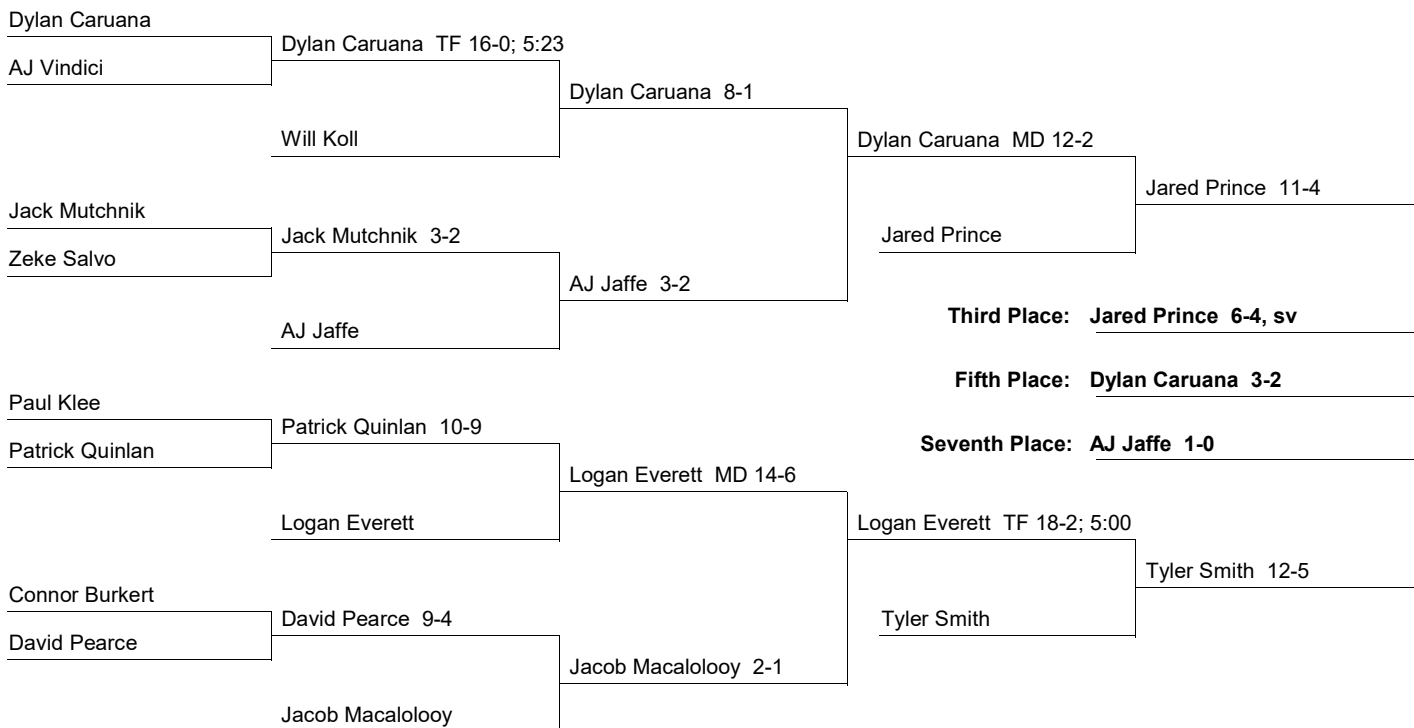 Dylan Caruana
Dylan Caruana TF 16-0; 5:23
AJ Vindici
Dylan Caruana 8-1
Will Koll
Dylan Caruana MD 12-2
Jared Prince 11-4
Jack Mutchnik
Jack Mutchnik 3-2
Jared Prince
Zeke Salvo
AJ Jaffe 3-2
Third Place: Jared Prince 6-4, sv
AJ Jaffe
Fifth Place: Dylan Caruana 3-2
Paul Klee
Patrick Quinlan 10-9
Patrick Quinlan
Seventh Place: AJ Jaffe 1-0
Logan Everett MD 14-6
Logan Everett
Logan Everett TF 18-2; 5:00
Tyler Smith 12-5
Connor Burkert
David Pearce 9-4
Tyler Smith
David Pearce
Jacob Macalolooy 2-1
Jacob Macalolooy